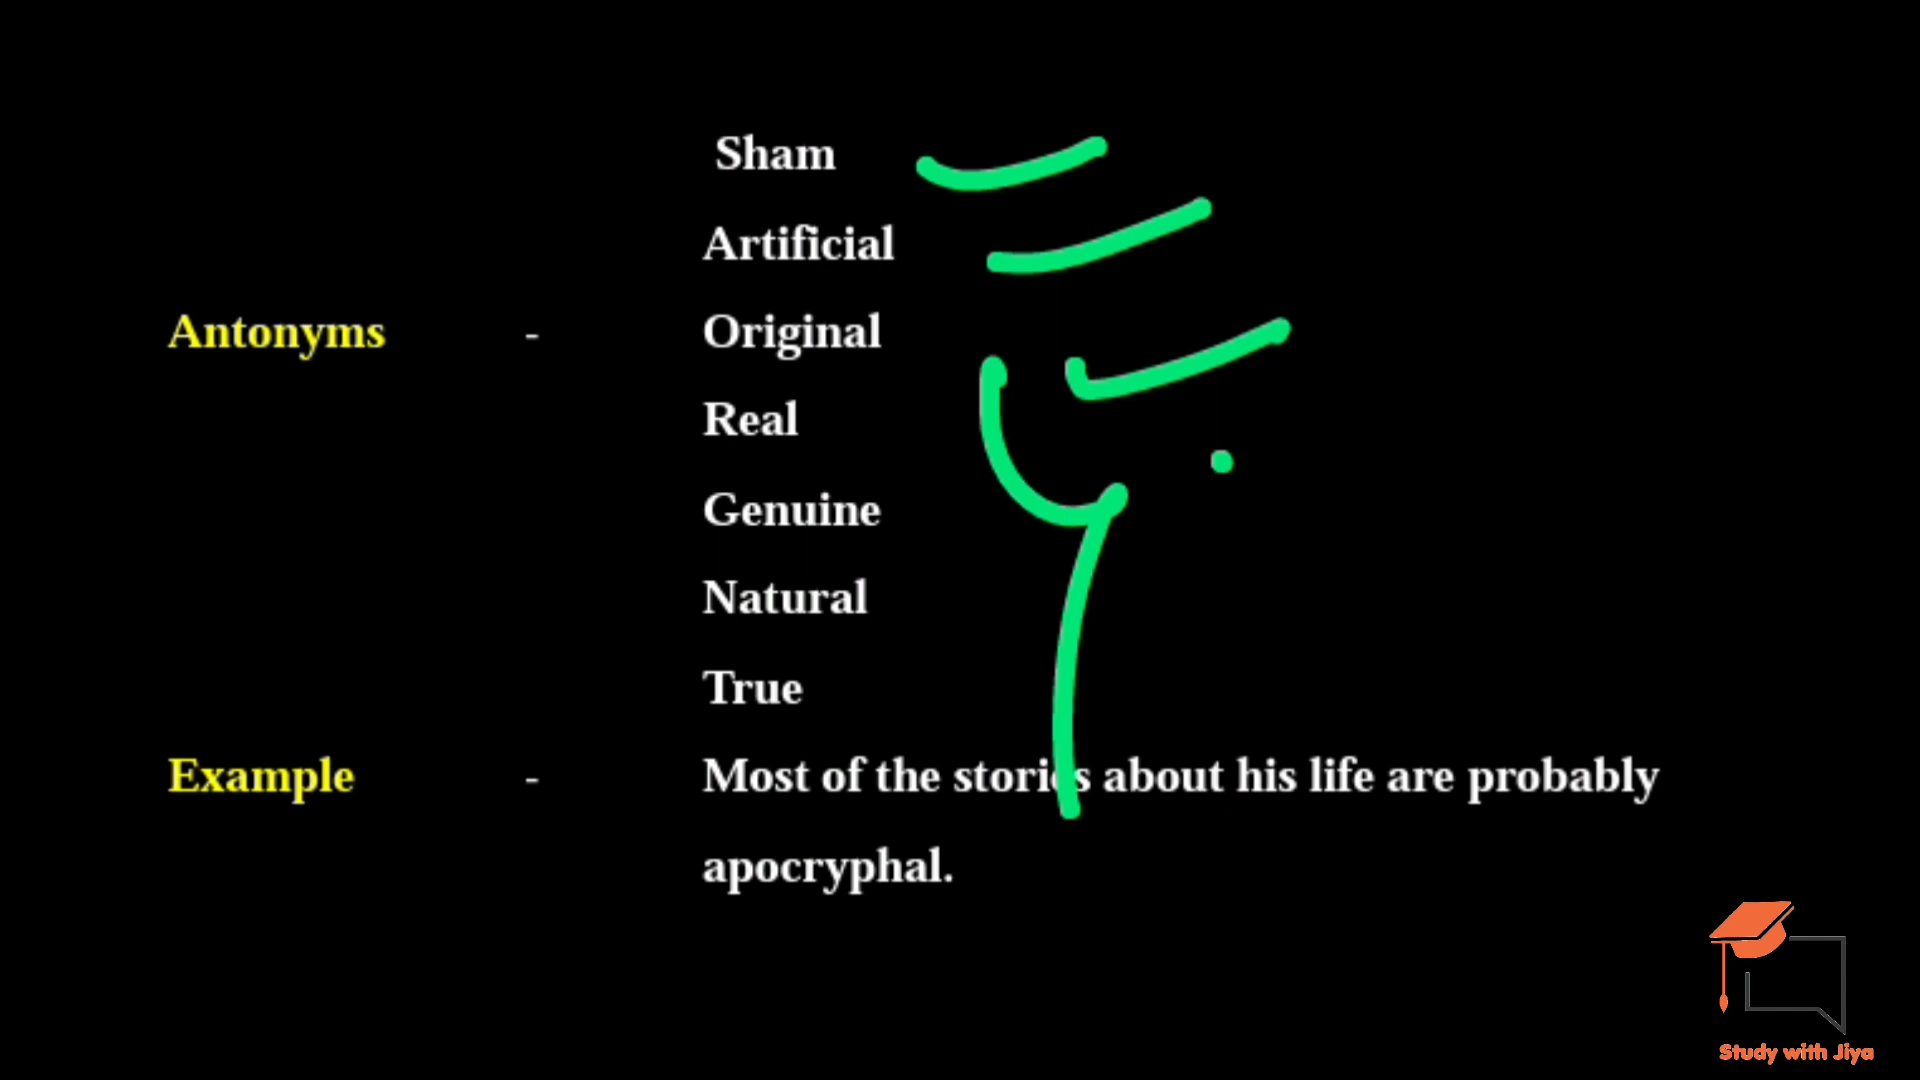 Sham
Artificial
Antonyms - Original
Real
Genuine
Natural
True
Example - Most of the stories about his life are probably
apocryphal.
Study with Jiya